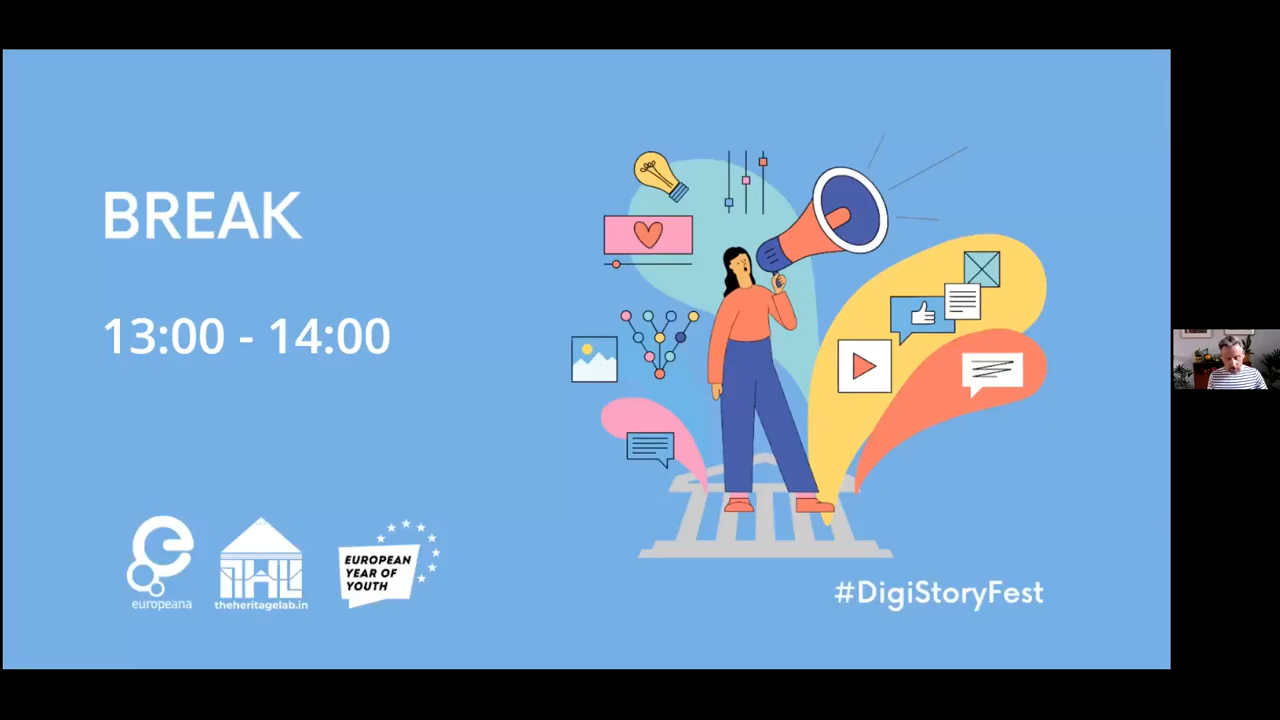 BREAK
13:00 - 14:00
europeana
theheritagelab.in
EUROPEAN
YEAR OF
YOUTH
#DigiStoryFest